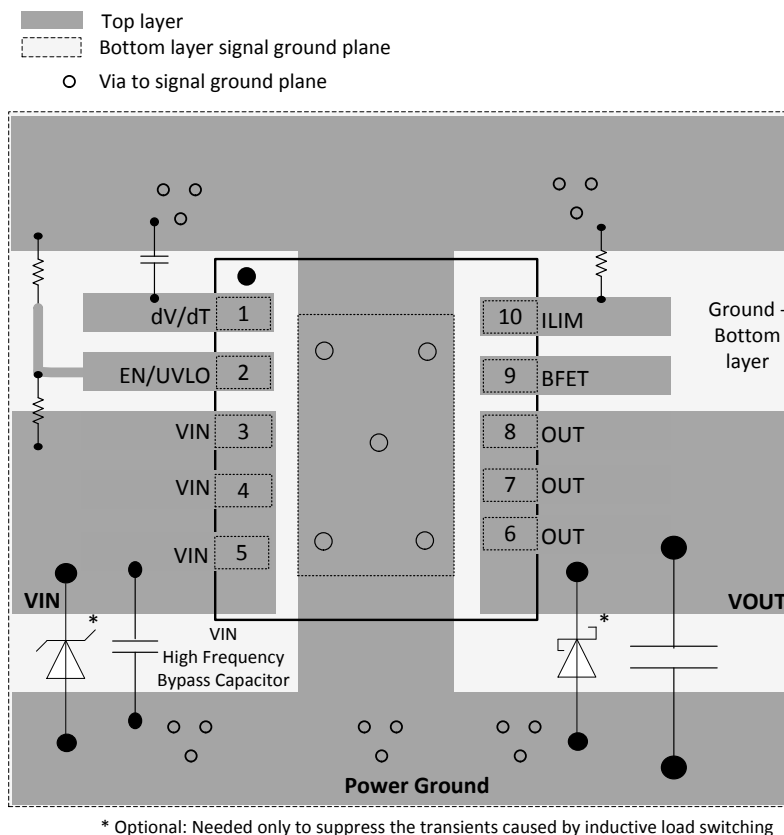 Top layer
Bottom layer signal ground plane
Via to signal ground plane
dV/dT 1
10 ILIM
Ground -
Bottom
layer
EN/UVLO 2
9 BFET
VIN 3
8 OUT
VIN 4
7 OUT
VIN 5
6 OUT
VIN
VOUT
*
*
VIN
High Frequency
Bypass Capacitor
Power Ground
* Optional: Needed only to suppress the transients caused by inductive load switching